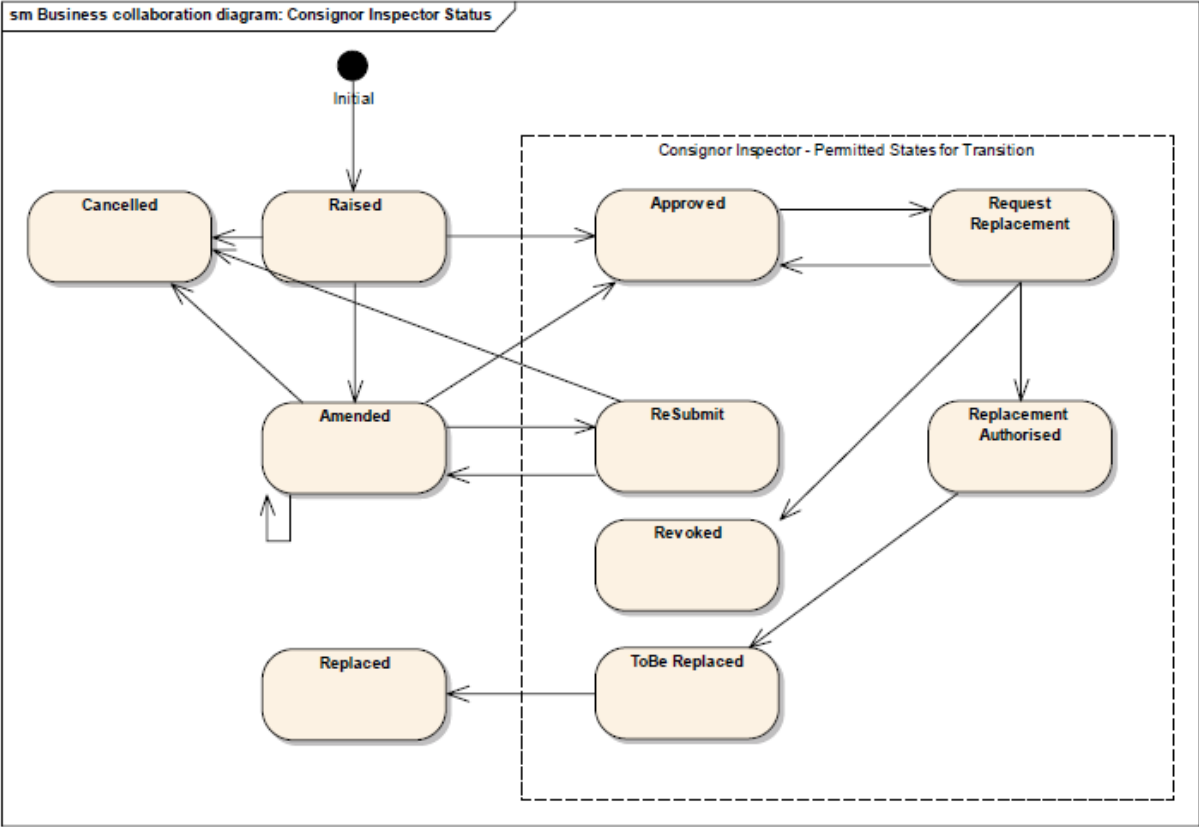 sm Business collaboration diagram: Consignor Inspector Status
Initial
Consignor Inspector - Permitted States for Transition
Cancelled
Raised
Approved
Request
Replacement
Amended
ReSubmit
Replacement
Authorised
Revoked
Replaced
ToBe Replaced